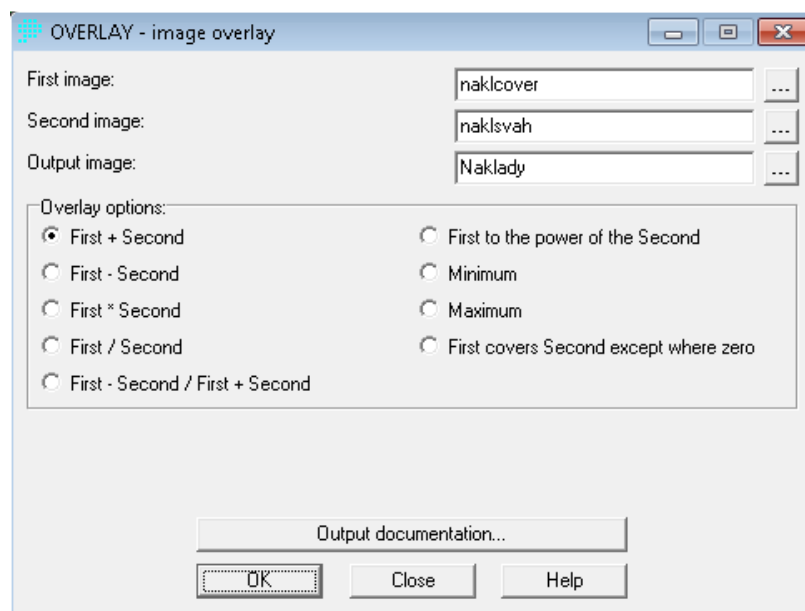 OVERLAY - image overlay
First image:
naklcover
...
Second image:
naklsvah
...
Output image:
Naklady
...
Overlay options:
First + Second
First to the power of the Second
First - Second
Minimum
First * Second
Maximum
First / Second
First covers Second except where zero
First - Second / First + Second
Output documentation...
OK
Close
Help